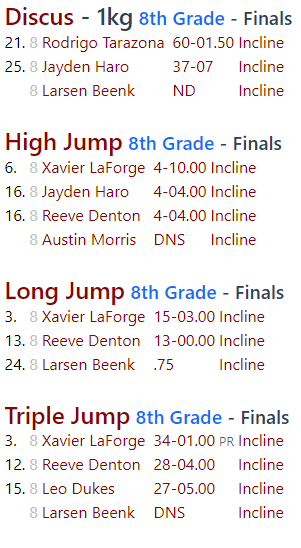 Discus - 1kg 8th Grade - Finals
21. 8 Rodrigo Tarazona 60-01.50 Incline
25. 8 Jayden Haro 37-07 Incline
8 Larsen Beenk ND Incline
High Jump 8th Grade - Finals
6. 8 Xavier LaForge 4-10.00 Incline
16. 8 Jayden Haro 4-04.00 Incline
16. 8 Reeve Denton 4-04.00 Incline
8 Austin Morris DNS Incline
Long Jump 8th Grade - Finals
3. 8 Xavier LaForge 15-03.00 Incline
13. 8 Reeve Denton 13-00.00 Incline
24. 8 Larsen Beenk .75 Incline
Triple Jump 8th Grade - Finals
3. 8 Xavier LaForge 34-01.00 PR Incline
12. 8 Reeve Denton 28-04.00 Incline
15. 8 Leo Dukes 27-05.00 Incline
8 Larsen Beenk DNS Incline